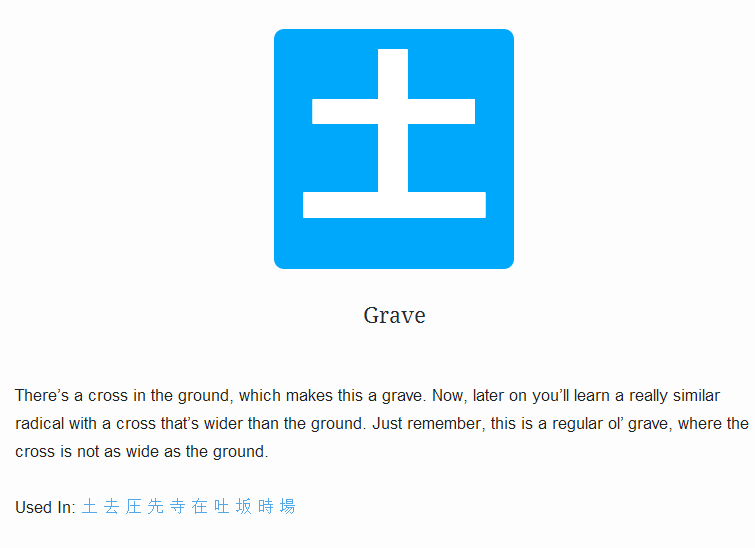 土
Grave
There’s a cross in the ground, which makes this a grave. Now, later on you’ll learn a really similar
radical with a cross that’s wider than the ground. Just remember, this is a regular ol’ grave, where the
cross is not as wide as the ground.
Used In: 土 去 圧 先 寺 在 吐 坂 時 場